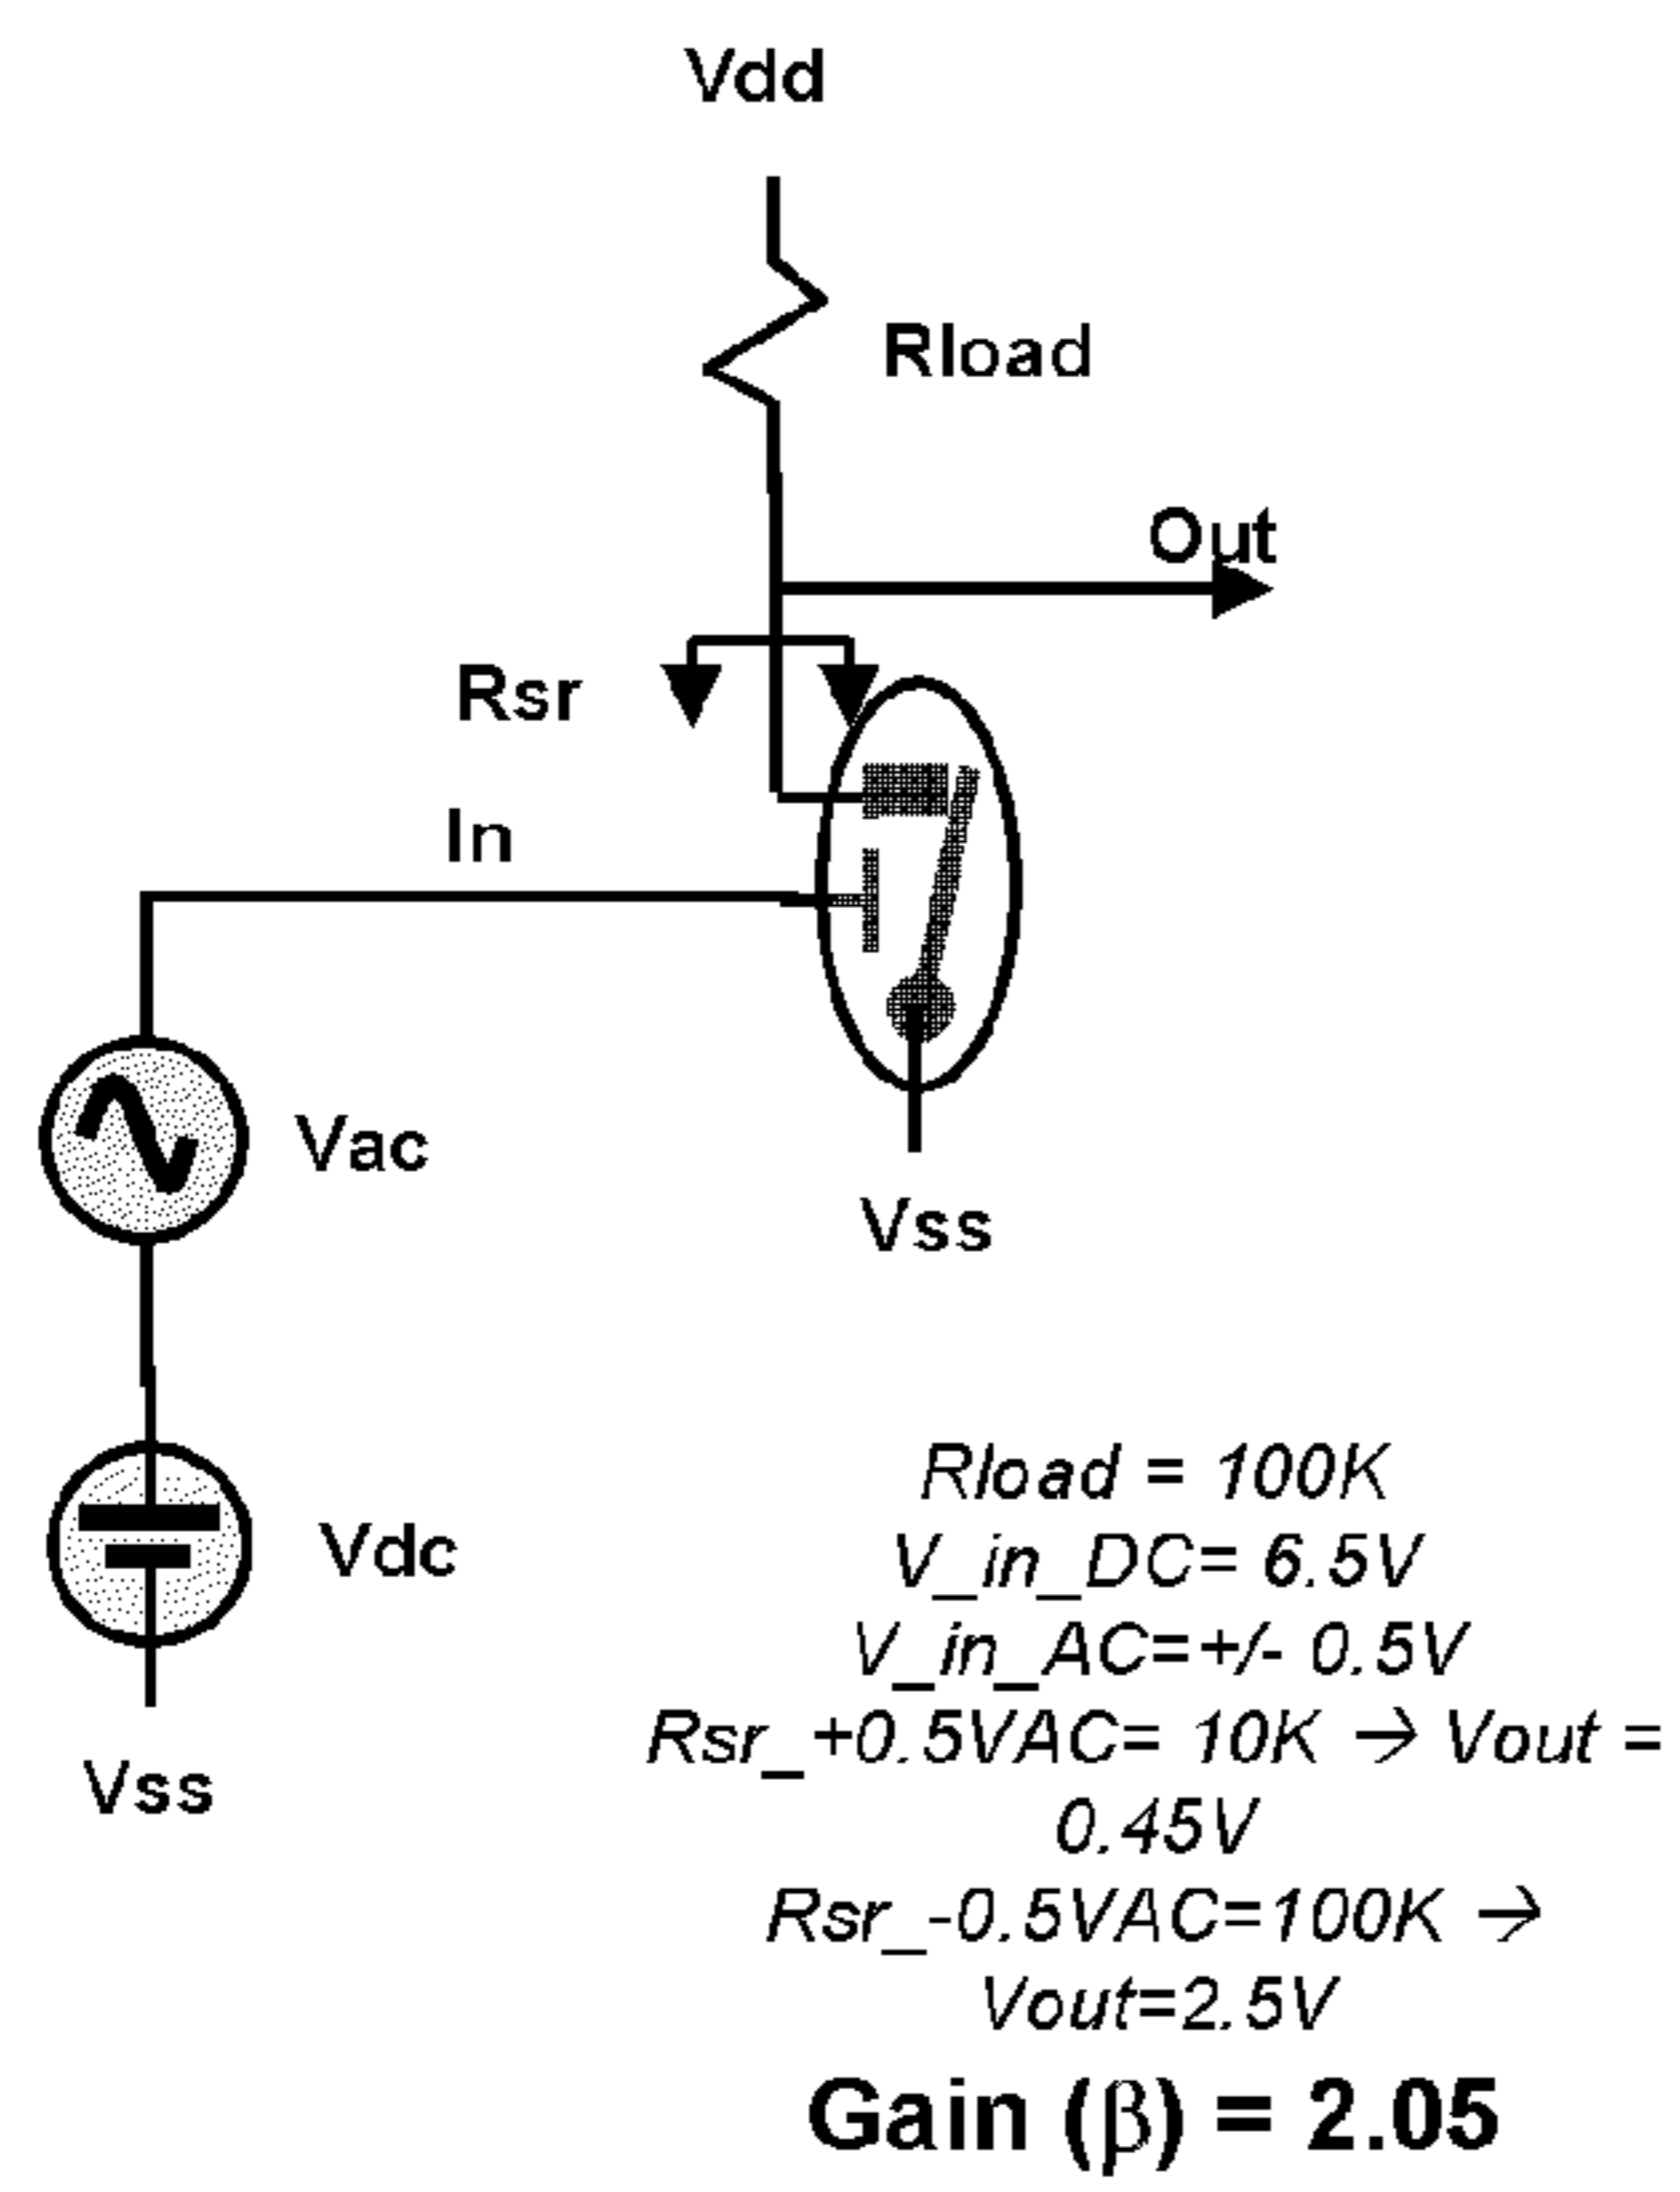 Vdd
Rload
Out
Rsr
In
Vac
Vss
Vdc
Vss
Rload = 100K
V_in_DC= 6.5V
V_in_AC=+/- 0.5V
Rsr_+0.5VAC= 10K → Vout =
0.45V
Rsr_-0.5VAC=100K →
Vout=2.5V
Gain (β) = 2.05